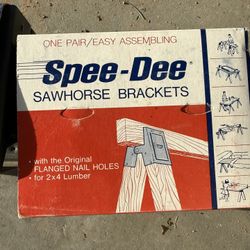 ONE PAIR/EASY ASSEMBLING
Spee-Dee
SAWHORSE BRACKETS
• with the Original
FLANGED NAIL HOLES
• for 2x4 Lumber